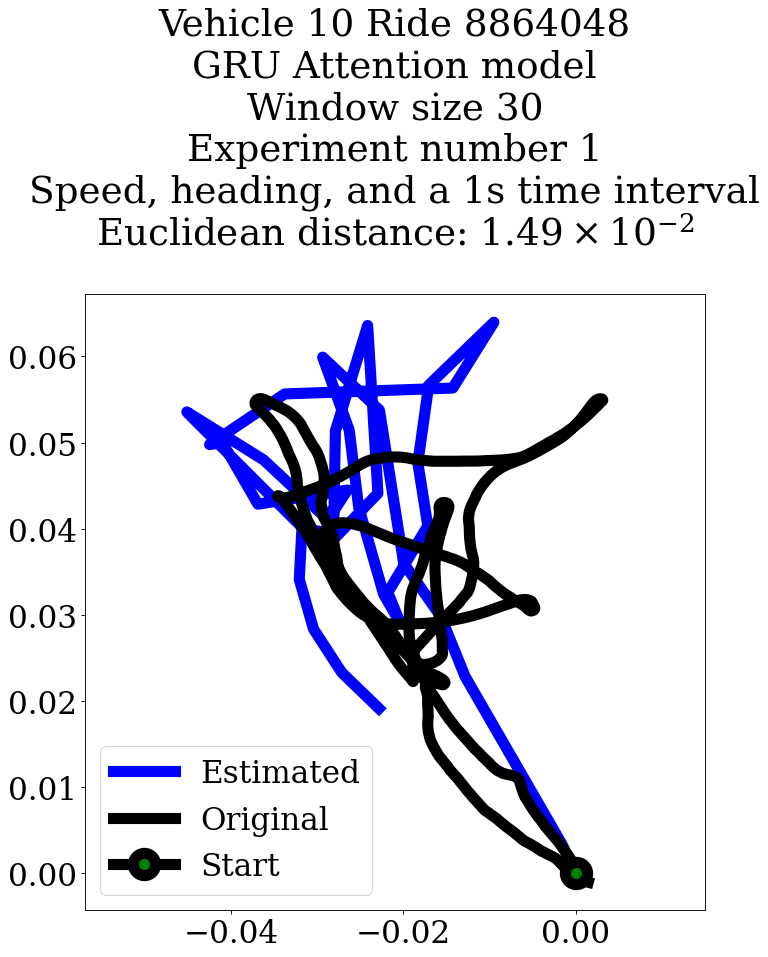 Vehicle 10 Ride 8864048
GRU Attention model
Window size 30
Experiment number 1
Speed, heading, and a 1s time interval
Euclidean distance: 1.49 × 10⁻²
0.06
0.05
0.04
0.03
0.02
0.01
0.00
Estimated
Original
Start
−0.04 −0.02 0.00